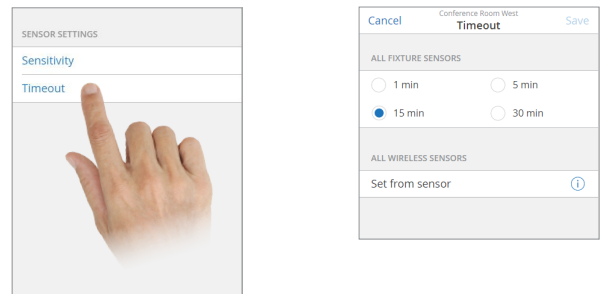 SENSOR SETTINGS
Sensitivity
Timeout
Conference Room West
Cancel Timeout Save
ALL FIXTURE SENSORS
1 min 5 min
15 min 30 min
ALL WIRELESS SENSORS
Set from sensor i